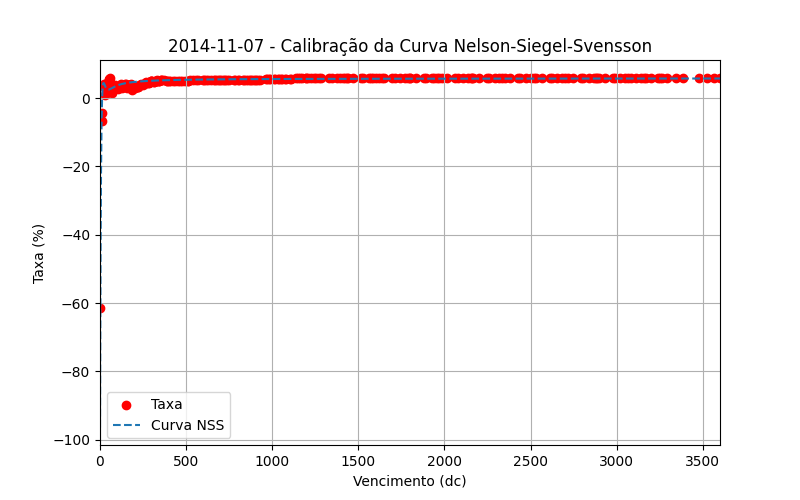 2014-11-07 - Calibração da Curva Nelson-Siegel-Svensson
Taxa (%)
0
−20
−40
−60
−80
−100
Taxa
Curva NSS
0 500 1000 1500 2000 2500 3000 3500
Vencimento (dc)